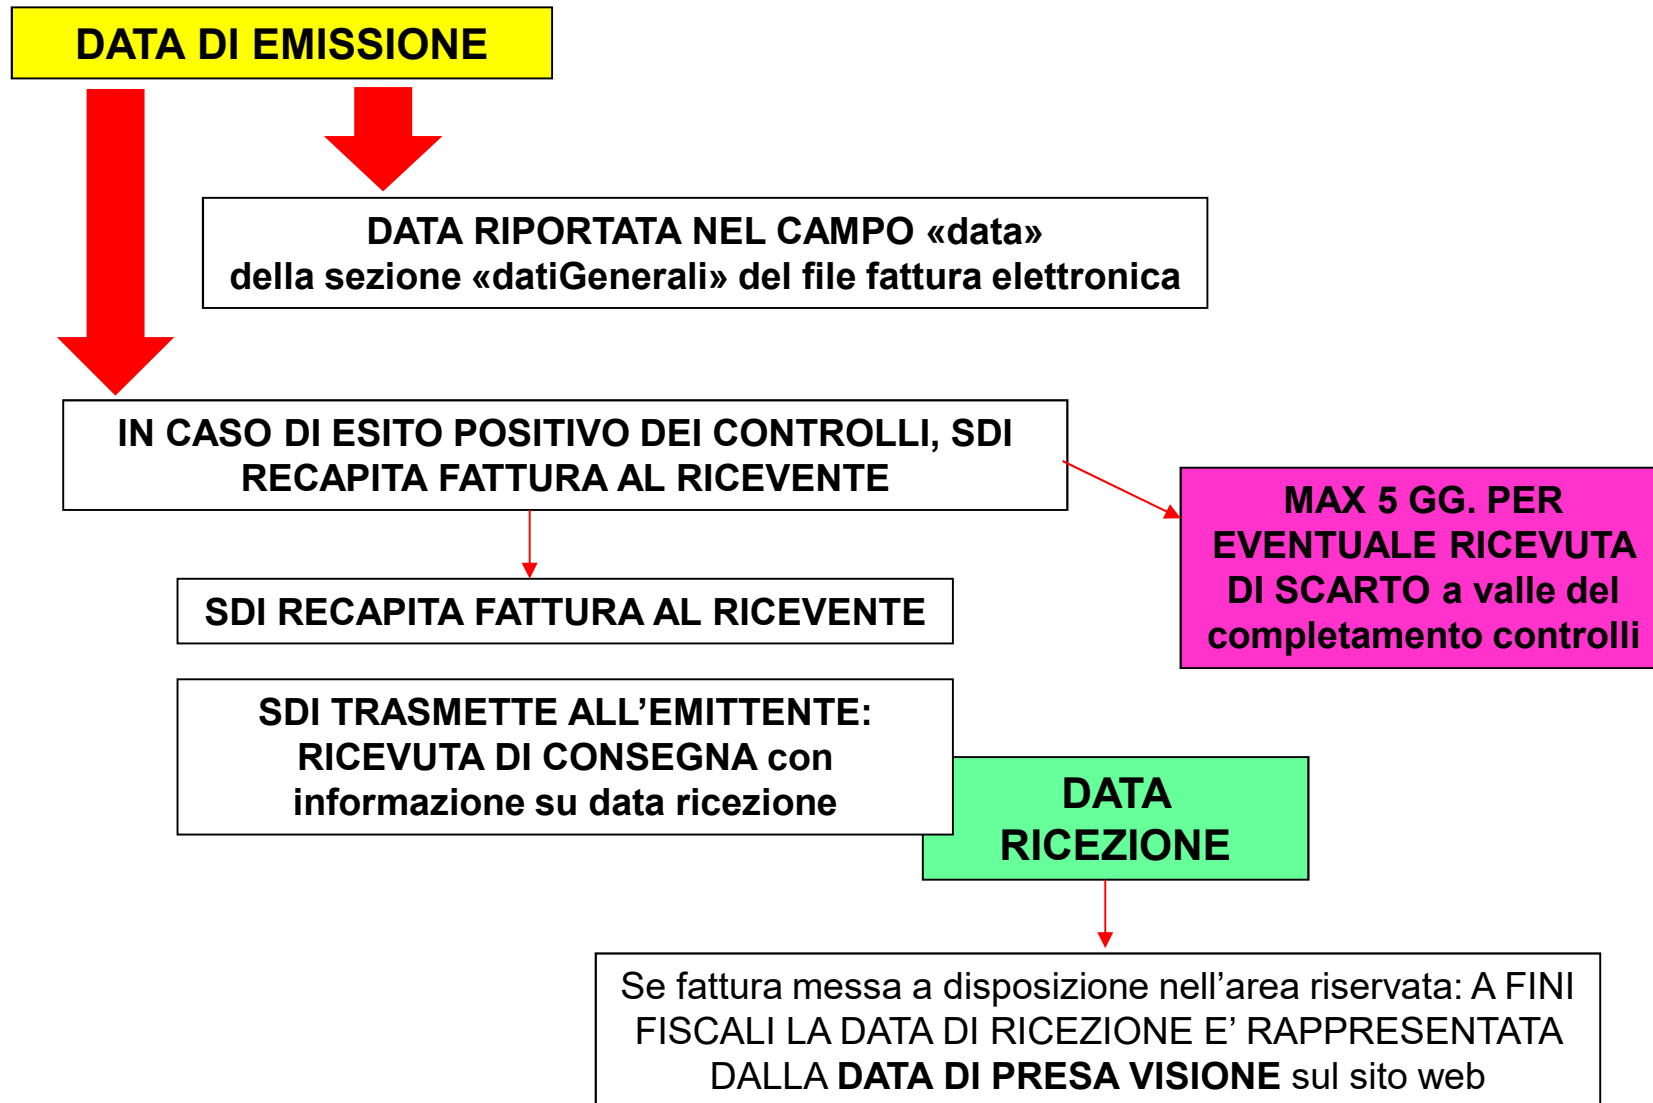 DATA DI EMISSIONE
DATA RIPORTATA NEL CAMPO «data»
della sezione «datiGenerali» del file fattura elettronica
IN CASO DI ESITO POSITIVO DEI CONTROLLI, SDI
RECAPITA FATTURA AL RICEVENTE
MAX 5 GG. PER
EVENTUALE RICEVUTA
DI SCARTO a valle del
completamento controlli
SDI RECAPITA FATTURA AL RICEVENTE
SDI TRASMETTE ALL’EMITTENTE:
RICEVUTA DI CONSEGNA con
informazione su data ricezione
DATA
RICEZIONE
Se fattura messa a disposizione nell’area riservata: A FINI
FISCALI LA DATA DI RICEZIONE E’ RAPPRESENTATA
DALLA DATA DI PRESA VISIONE sul sito web